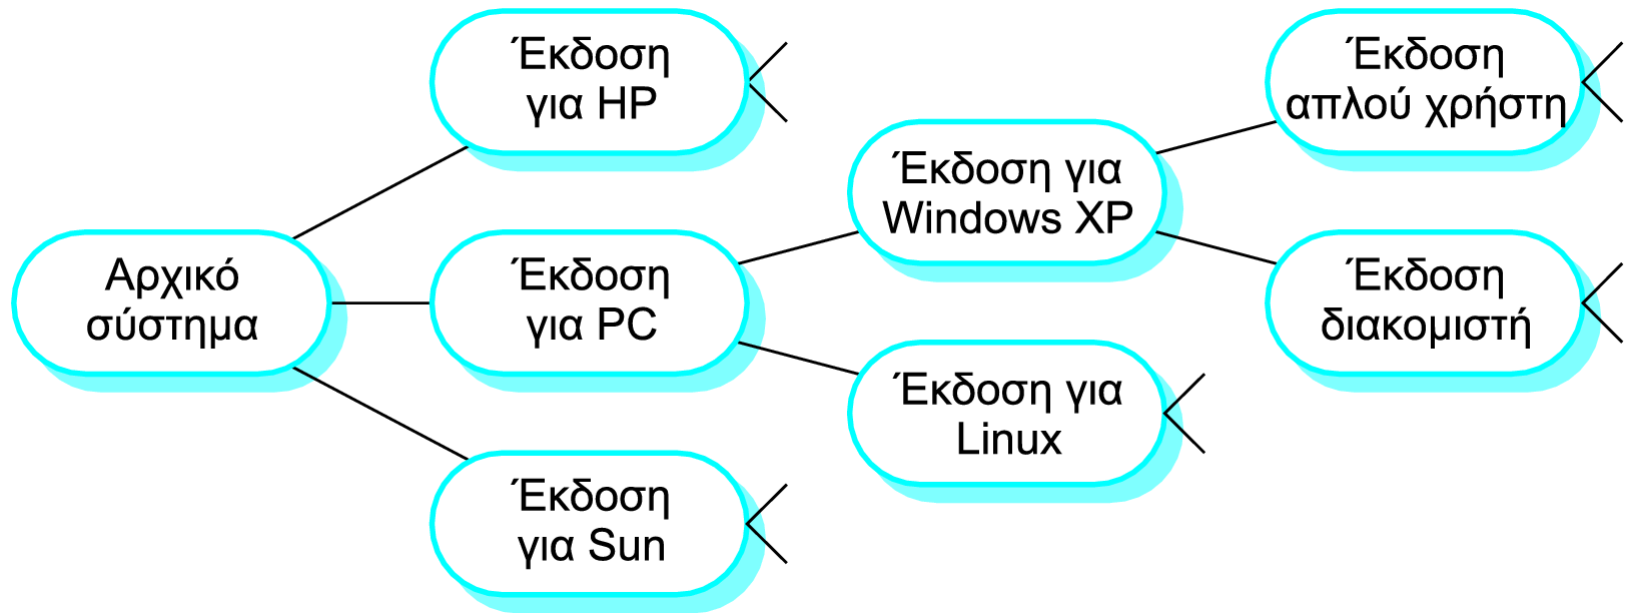 Αρχικό
σύστημα
Έκδοση
για HP
Έκδοση
για PC
Έκδοση
για Sun
Έκδοση για
Windows XP
Έκδοση για
Linux
Έκδοση
απλού χρήστη
Έκδοση
διακομιστή